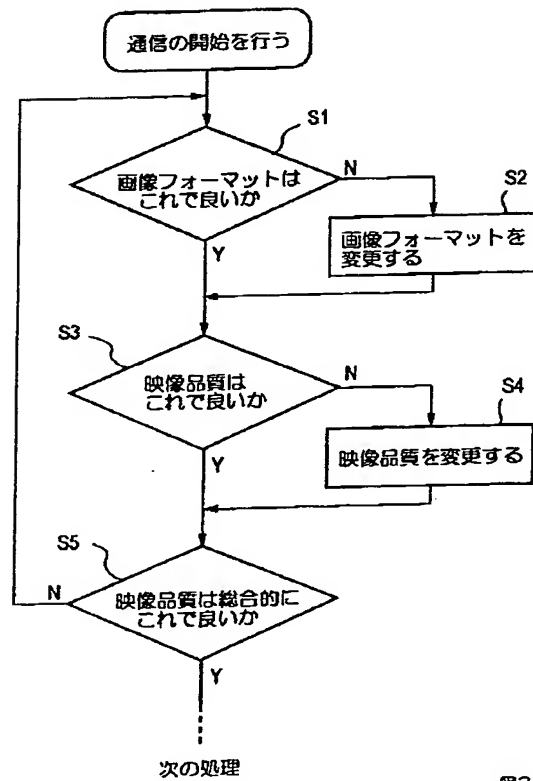 通信の開始を行う
S1
画像フォーマットは
これで良いか
N
Y
S2
画像フォーマットを
変更する
S3
映像品質は
これで良いか
N
Y
S4
映像品質を変更する
S5
映像品質は総合的に
これで良いか
N
Y
次の処理